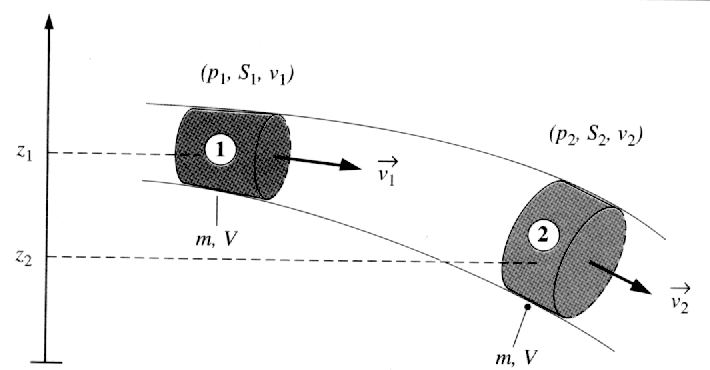 (p₁, S₁, v₁)
(p₂, S₂, v₂)
z₁
1
v₁
m, V
2
z₂
v₂
m, V